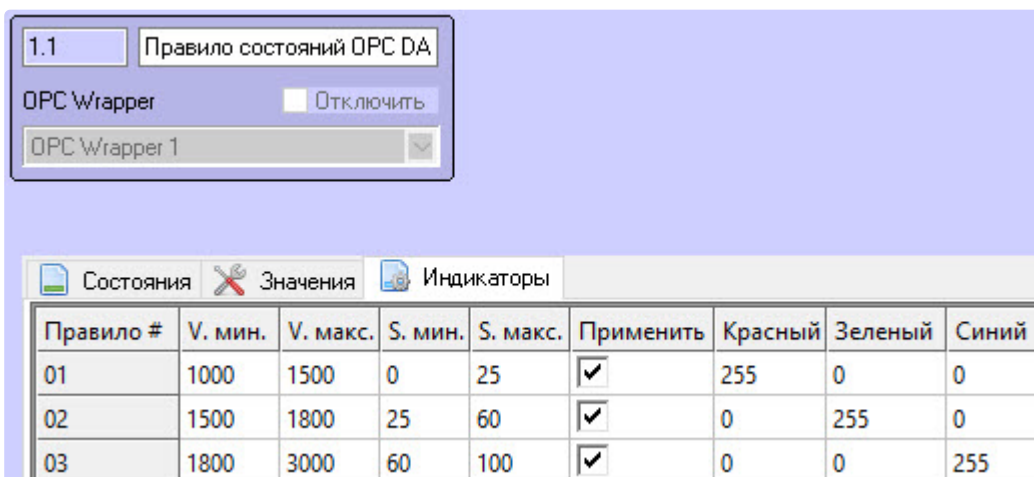 1.1 Правило состояний OPC DA
OPC Wrapper Отключить
OPC Wrapper 1
Состояния Значения Индикаторы
Правило # V. мин. V. макс. S. мин. S. макс. Применить Красный Зеленый Синий
01 1000 1500 0 25 255 0 0
02 1500 1800 25 60 0 255 0
03 1800 3000 60 100 0 0 255